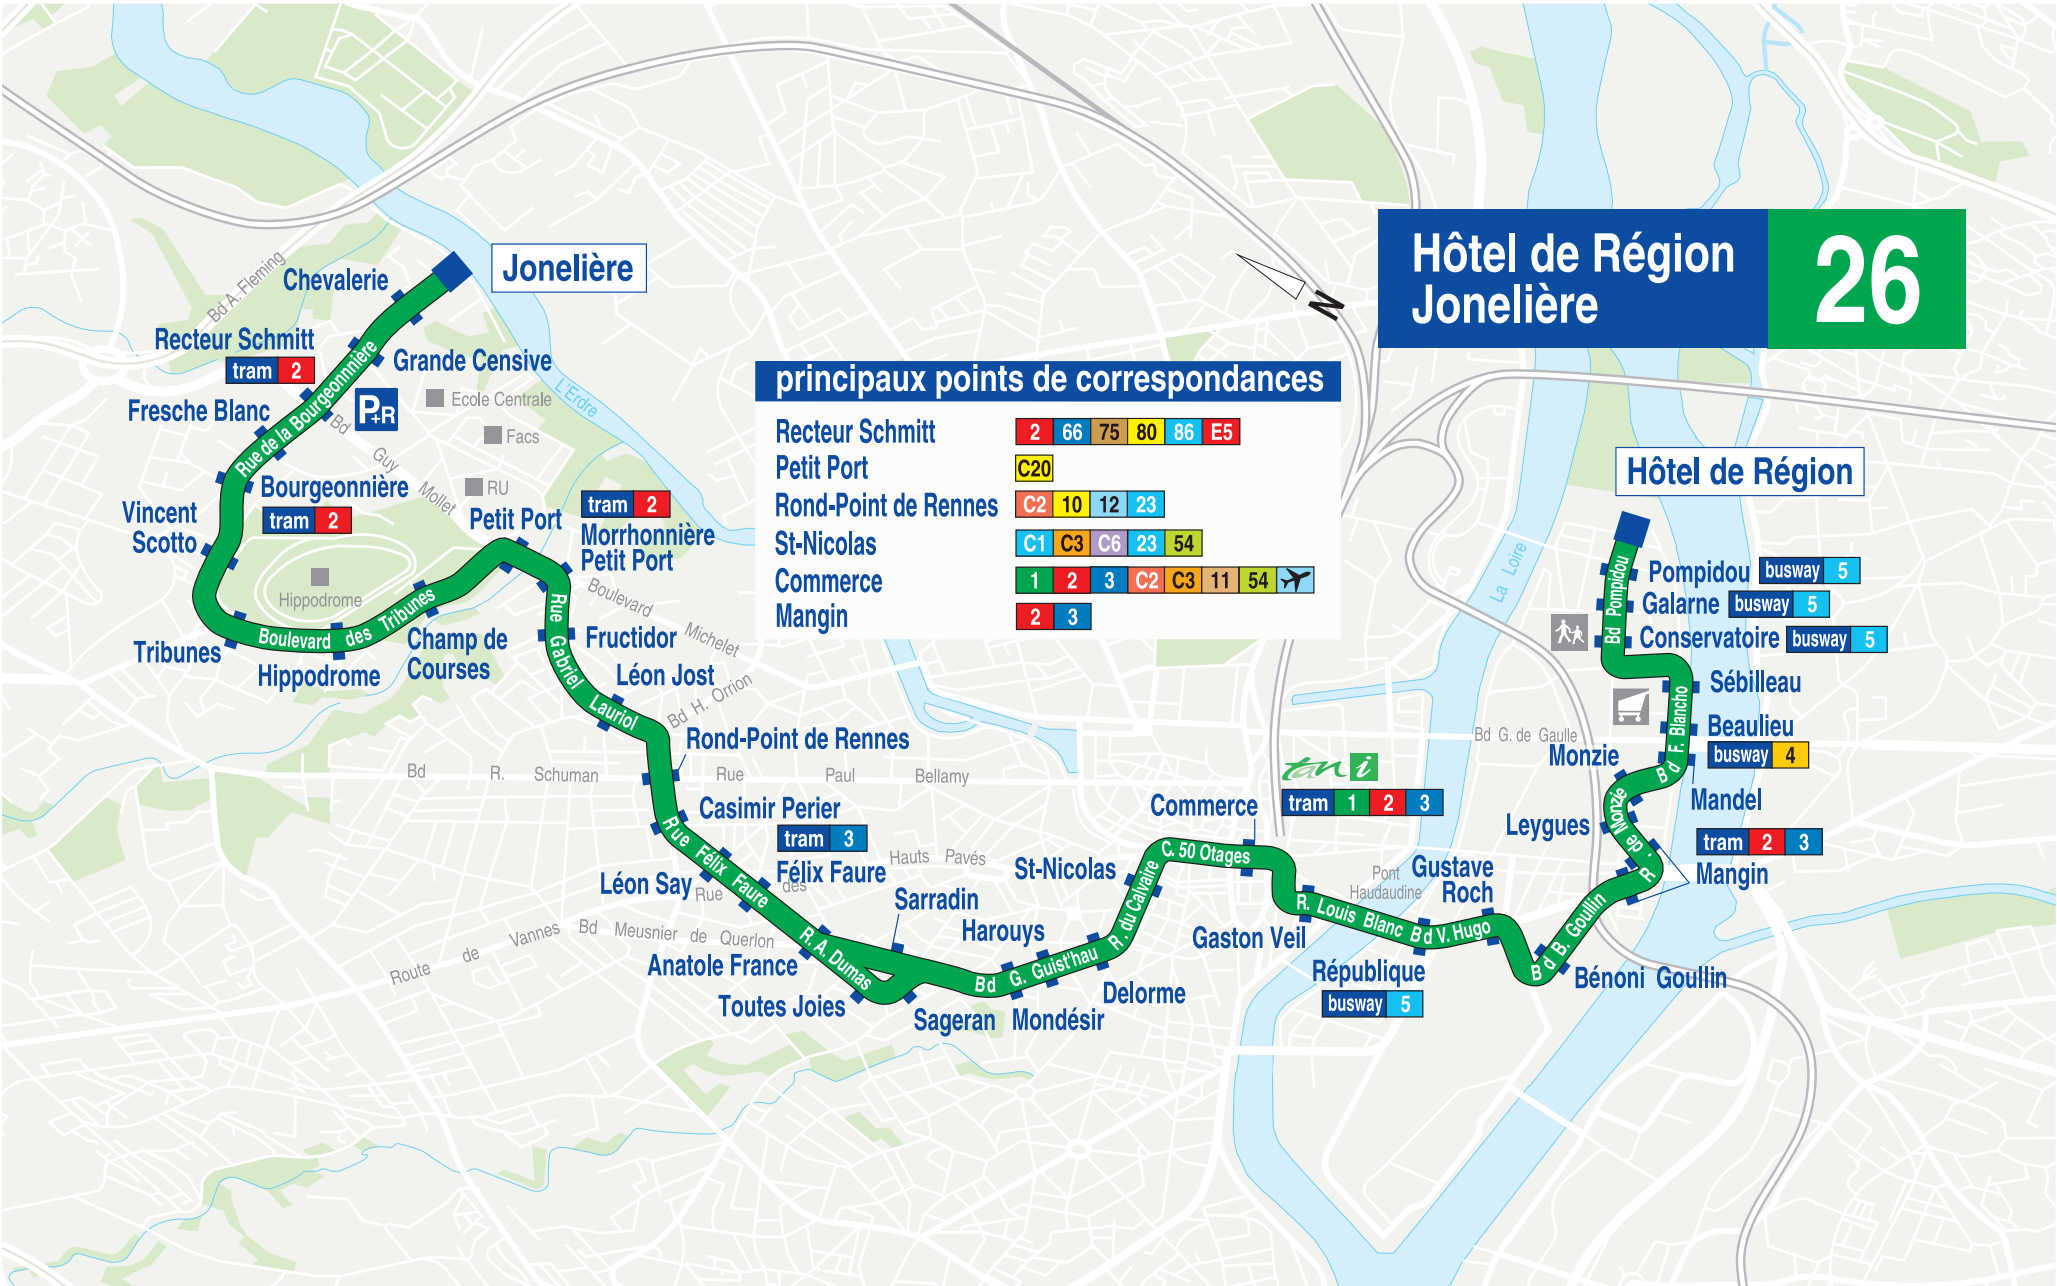 Hôtel de Région
Jonelière
26
N
principaux points de correspondances
Recteur Schmitt 2 66 75 80 86 E5
Petit Port C20
Rond-Point de Rennes C2 10 12 23
St-Nicolas C1 C3 C6 23 54
Commerce 1 2 3 C2 C3 11 54
Mangin 2 3
Jonelière
Chevalerie
Bd A. Fleming
Recteur Schmitt
tram 2
Grande Censive
P+R
Ecole Centrale
L'Erdre
Fresche Blanc
Rue de la Bourgeonnnière
Facs
Bd Guy Mollet
RU
Bourgeonnière
tram 2
Vincent
Scotto
Petit Port
tram 2
Morrhonnière
Petit Port
Hippodrome
Boulevard Michelet
Tribunes
Boulevard des Tribunes
Hippodrome
Champ de
Courses
Rue Gabriel Lauriol
Fructidor
Léon Jost
Bd H. Orrion
Rond-Point de Rennes
Bd R. Schuman
Rue Paul Bellamy
Casimir Perier
tram 3
Félix Faure
Rue Félix Faure
Léon Say
Rue des Hauts Pavés
Route de Vannes
Bd Meusnier de Querlon
Sarradin
R. A. Dumas
Anatole France
Toutes Joies
Sageran
Harouys
Mondésir
Bd G. Guist'hau
Delorme
St-Nicolas
R. du Calvaire
Commerce
tan i
tram 1 2 3
C. 50 Otages
Gaston Veil
R. Louis Blanc
Pont
Haudaudine
République
busway 5
Bd V. Hugo
Gustave
Roch
Bd B. Goullin
Bénoni Goullin
tram 2 3
Mangin
R. de Monzie
Leygues
Monzie
Mandel
Bd G. de Gaulle
Beaulieu
busway 4
Bd F. Blancho
Sébilleau
Conservatoire busway 5
Galarne busway 5
Pompidou busway 5
Bd Pompidou
La Loire
Hôtel de Région